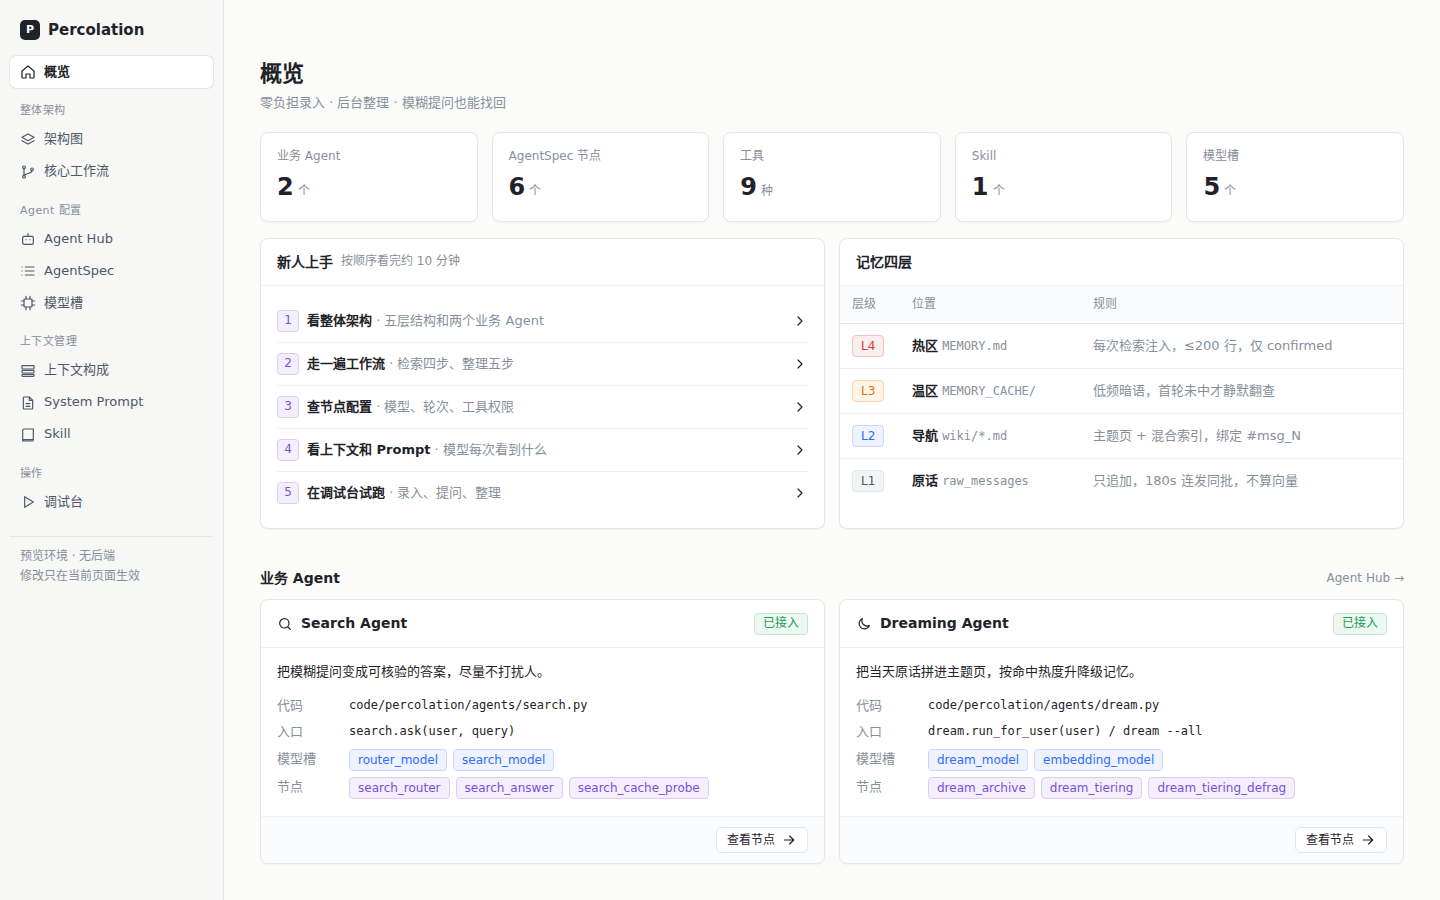 P Percolation
概览
整体架构
架构图
核心工作流
Agent 配置
Agent Hub
AgentSpec
模型槽
上下文管理
上下文构成
System Prompt
Skill
操作
调试台
预览环境 · 无后端
修改只在当前页面生效
概览
零负担录入 · 后台整理 · 模糊提问也能找回
业务 Agent
2 个
AgentSpec 节点
6 个
工具
9 种
Skill
1 个
模型槽
5 个
新人上手 按顺序看完约 10 分钟
1 看整体架构 · 五层结构和两个业务 Agent
2 走一遍工作流 · 检索四步、整理五步
3 查节点配置 · 模型、轮次、工具权限
4 看上下文和 Prompt · 模型每次看到什么
5 在调试台试跑 · 录入、提问、整理
记忆四层
层级 位置 规则
L4 热区 MEMORY.md 每次检索注入，≤200 行，仅 confirmed
L3 温区 MEMORY_CACHE/ 低频暗语，首轮未中才静默翻查
L2 导航 wiki/*.md 主题页 + 混合索引，绑定 #msg_N
L1 原话 raw_messages 只追加，180s 连发同批，不算向量
业务 Agent
Agent Hub →
Search Agent 已接入
把模糊提问变成可核验的答案，尽量不打扰人。
代码 code/percolation/agents/search.py
入口 search.ask(user, query)
模型槽 router_model search_model
节点 search_router search_answer search_cache_probe
查看节点 →
Dreaming Agent 已接入
把当天原话拼进主题页，按命中热度升降级记忆。
代码 code/percolation/agents/dream.py
入口 dream.run_for_user(user) / dream --all
模型槽 dream_model embedding_model
节点 dream_archive dream_tiering dream_tiering_defrag
查看节点 →